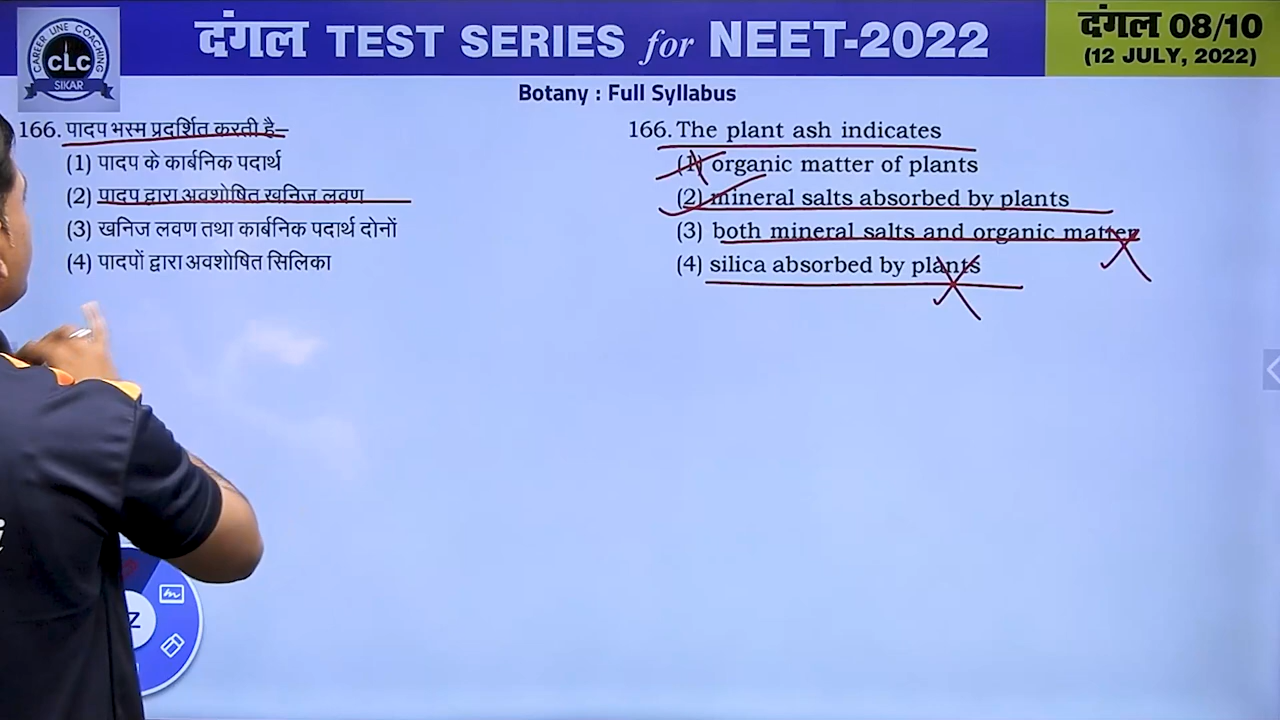 CAREER LINE COACHING
CLC
SIKAR
दंगल TEST SERIES for NEET-2022
दंगल 08/10
(12 JULY, 2022)
Botany : Full Syllabus
166. पादप भस्म प्रदर्शित करती है–
(1) पादप के कार्बनिक पदार्थ
(2) पादप द्वारा अवशोषित खनिज लवण
(3) खनिज लवण तथा कार्बनिक पदार्थ दोनों
(4) पादपों द्वारा अवशोषित सिलिका
166. The plant ash indicates
(1) organic matter of plants
(2) mineral salts absorbed by plants
(3) both mineral salts and organic matter
(4) silica absorbed by plants
i
z